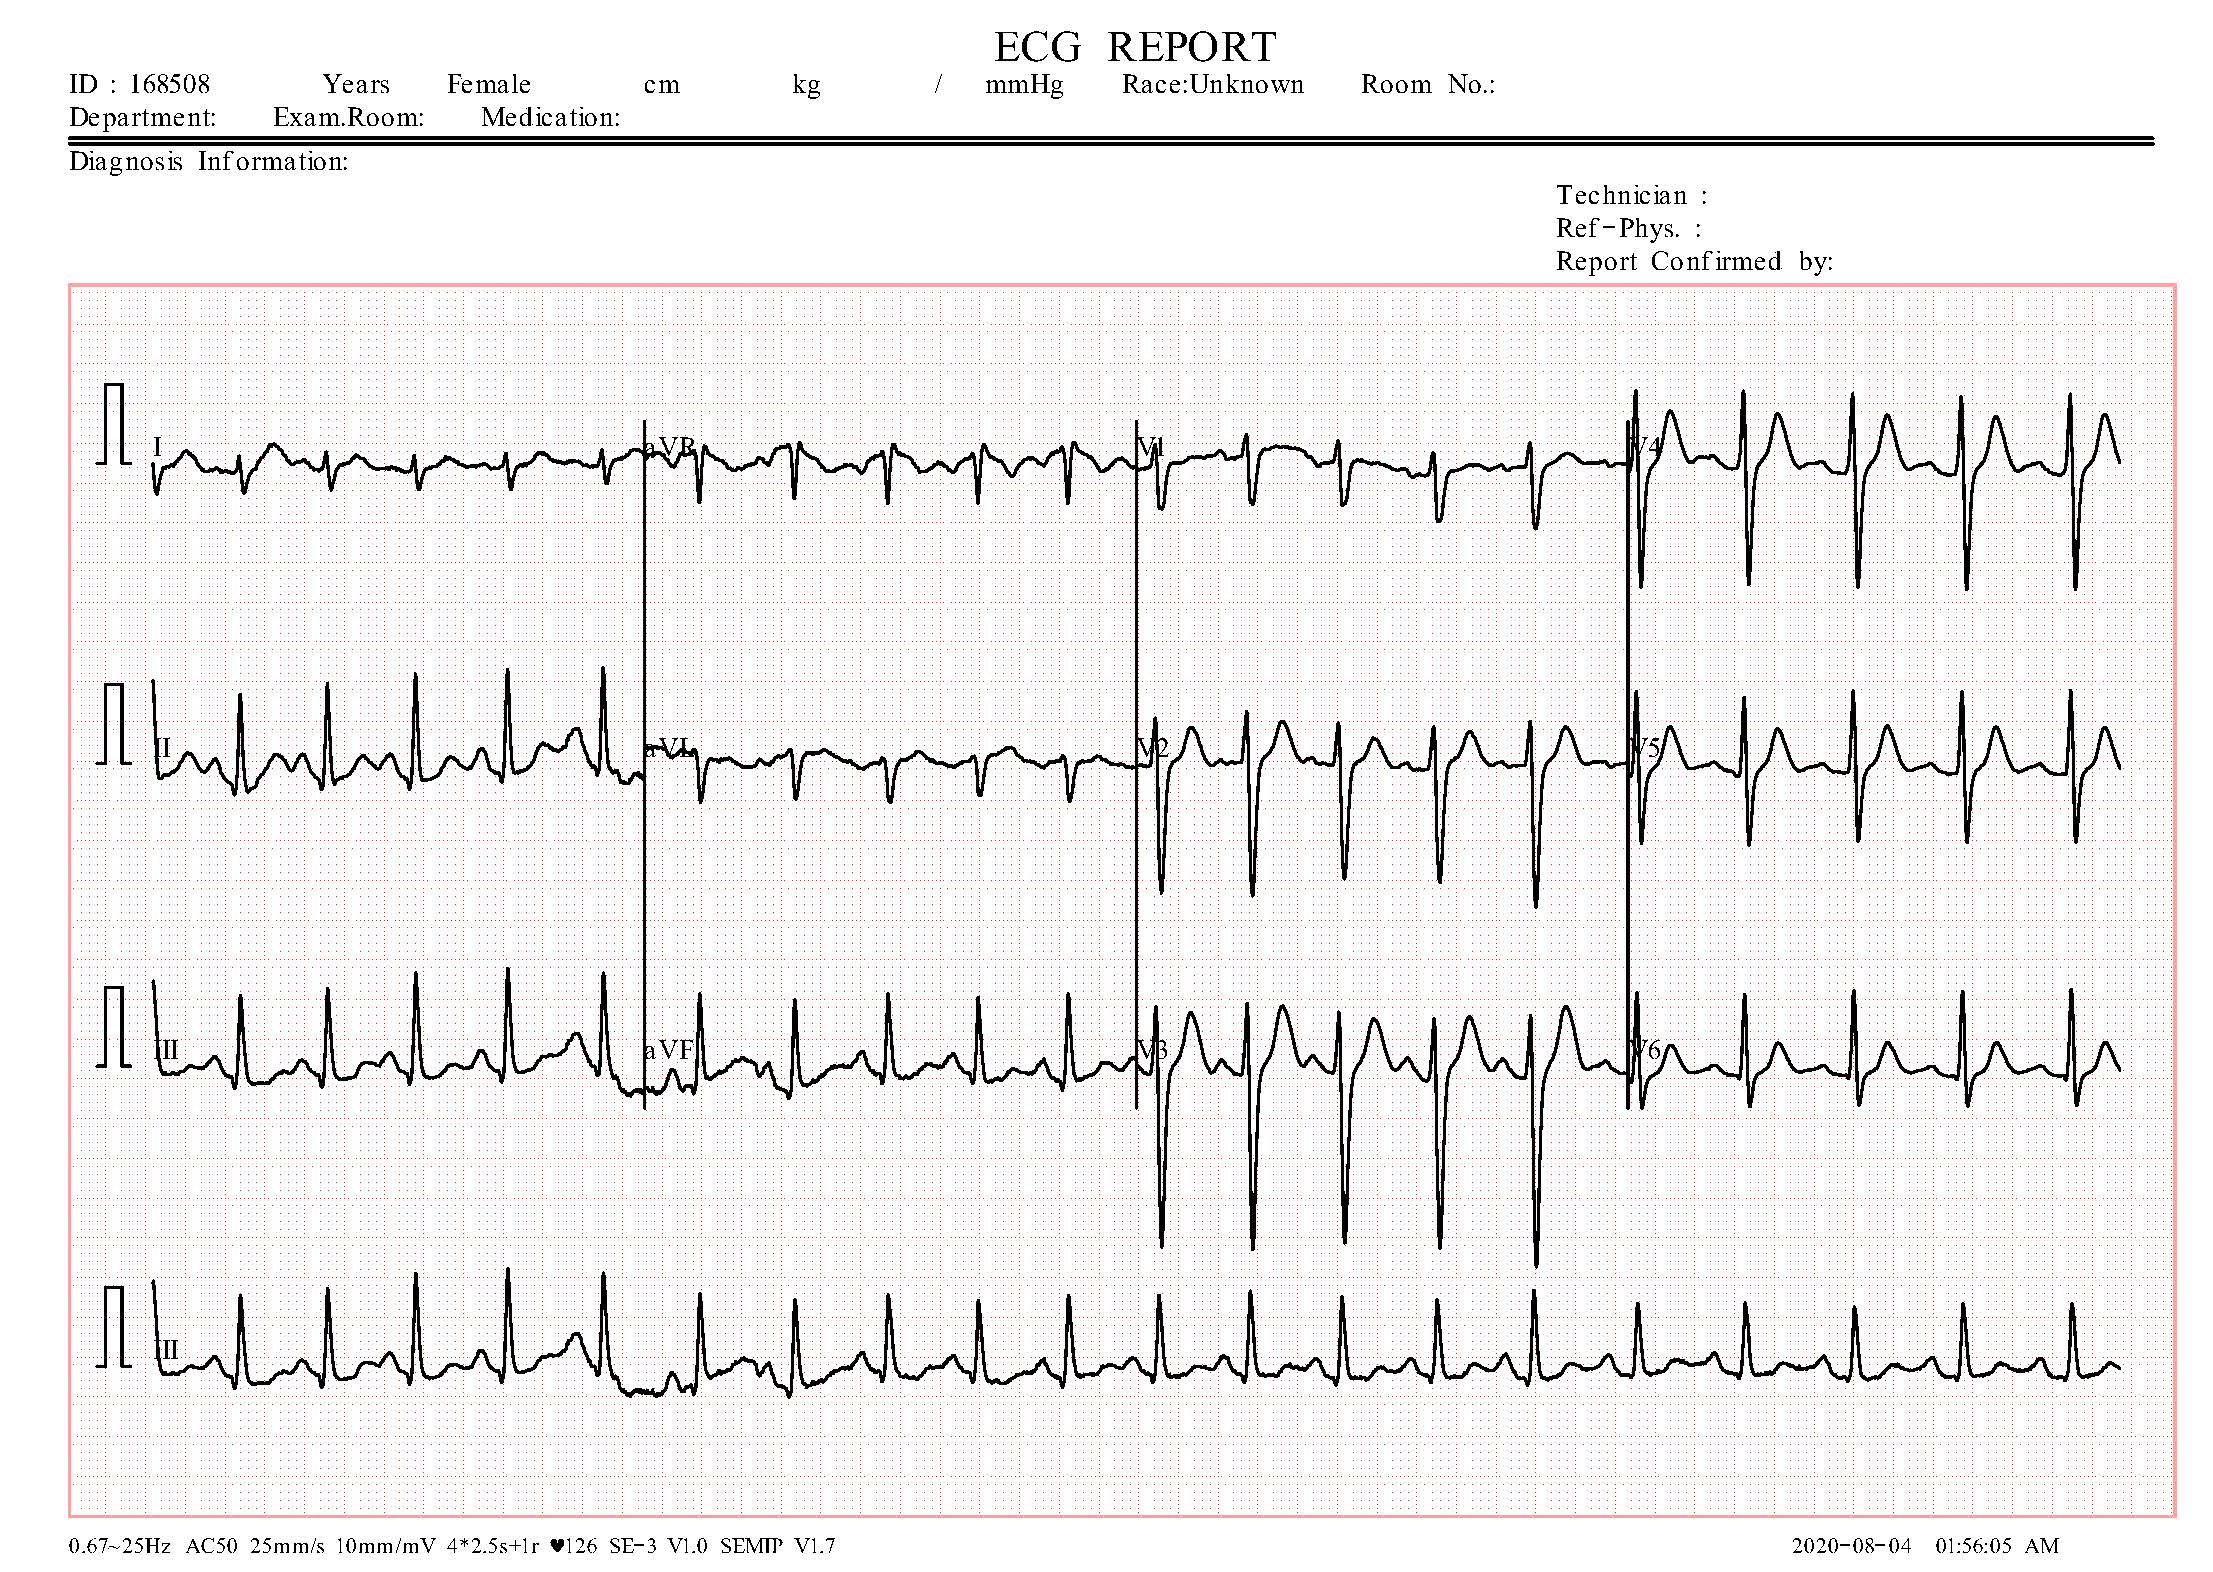 ECG REPORT
ID : 168508 Years Female cm kg / mmHg Race:Unknown Room No.:
Department: Exam.Room: Medication:
Diagnosis Information:
Technician :
Ref-Phys. :
Report Confirmed by:
I aVR V1 V4
II aVL V2 V5
III aVF V3 V6
III
0.67~25Hz AC50 25mm/s 10mm/mV 4*2.5s+1r ♥126 SE-3 V1.0 SEMIP V1.7 2020-08-04 01:56:05 AM